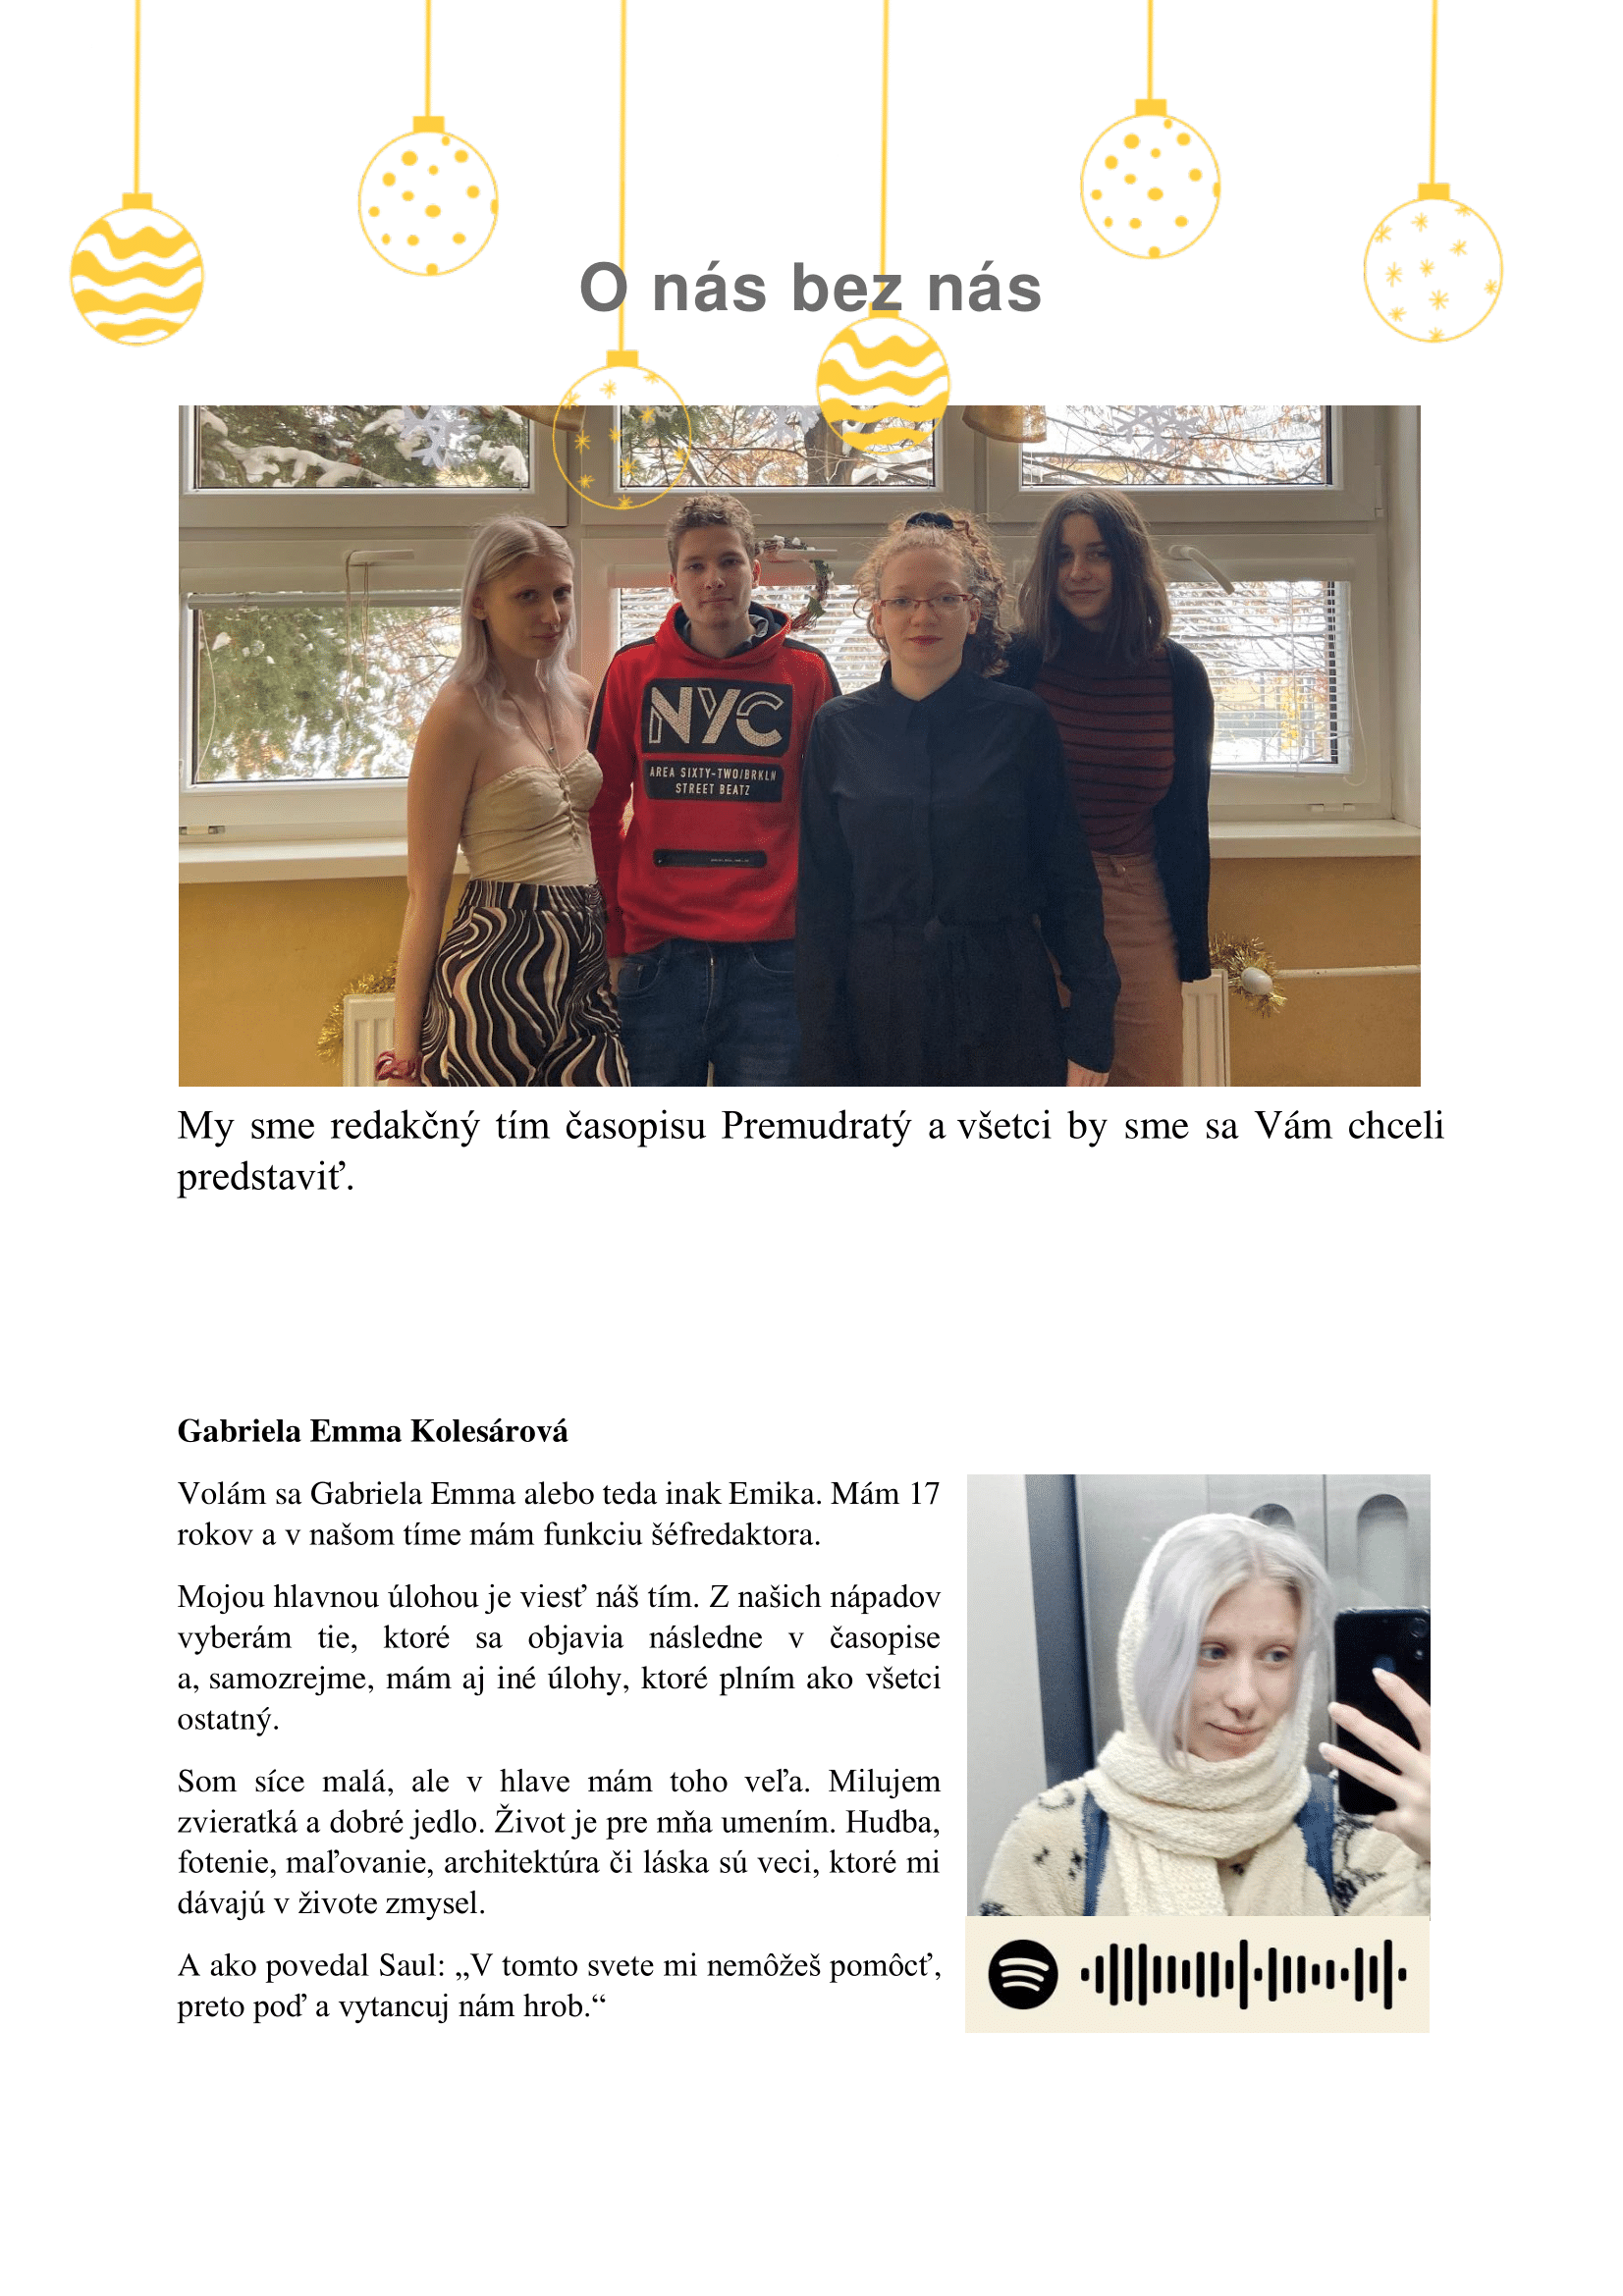 O nás bez nás
NYC
AREA SIXTY-TWO/BRKLN
STREET BEATZ
My sme redakčný tím časopisu Premudratý a všetci by sme sa Vám chceli
predstaviť.
Gabriela Emma Kolesárová
Volám sa Gabriela Emma alebo teda inak Emika. Mám 17
rokov a v našom tíme mám funkciu šéfredaktora.
Mojou hlavnou úlohou je viesť náš tím. Z našich nápadov
vyberám tie, ktoré sa objavia následne v časopise
a, samozrejme, mám aj iné úlohy, ktoré plním ako všetci
ostatný.
Som síce malá, ale v hlave mám toho veľa. Milujem
zvieratká a dobré jedlo. Život je pre mňa umením. Hudba,
fotenie, maľovanie, architektúra či láska sú veci, ktoré mi
dávajú v živote zmysel.
A ako povedal Saul: „V tomto svete mi nemôžeš pomôcť,
preto poď a vytancuj nám hrob.“